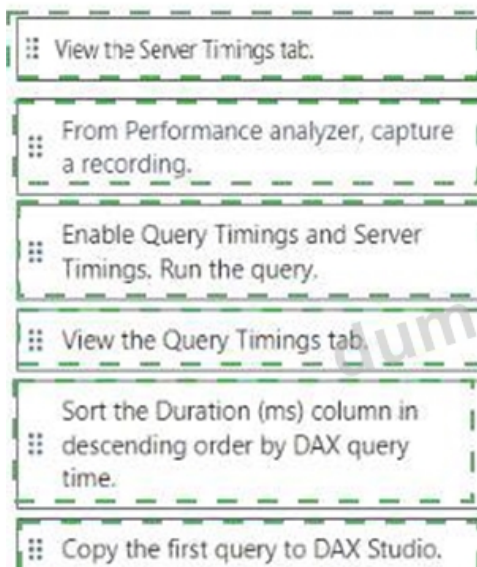 View the Server Timings tab.
From Performance analyzer, capture
a recording.
Enable Query Timings and Server
Timings. Run the query.
View the Query Timings tab.
dum
Sort the Duration (ms) column in
descending order by DAX query
time.
Copy the first query to DAX Studio.